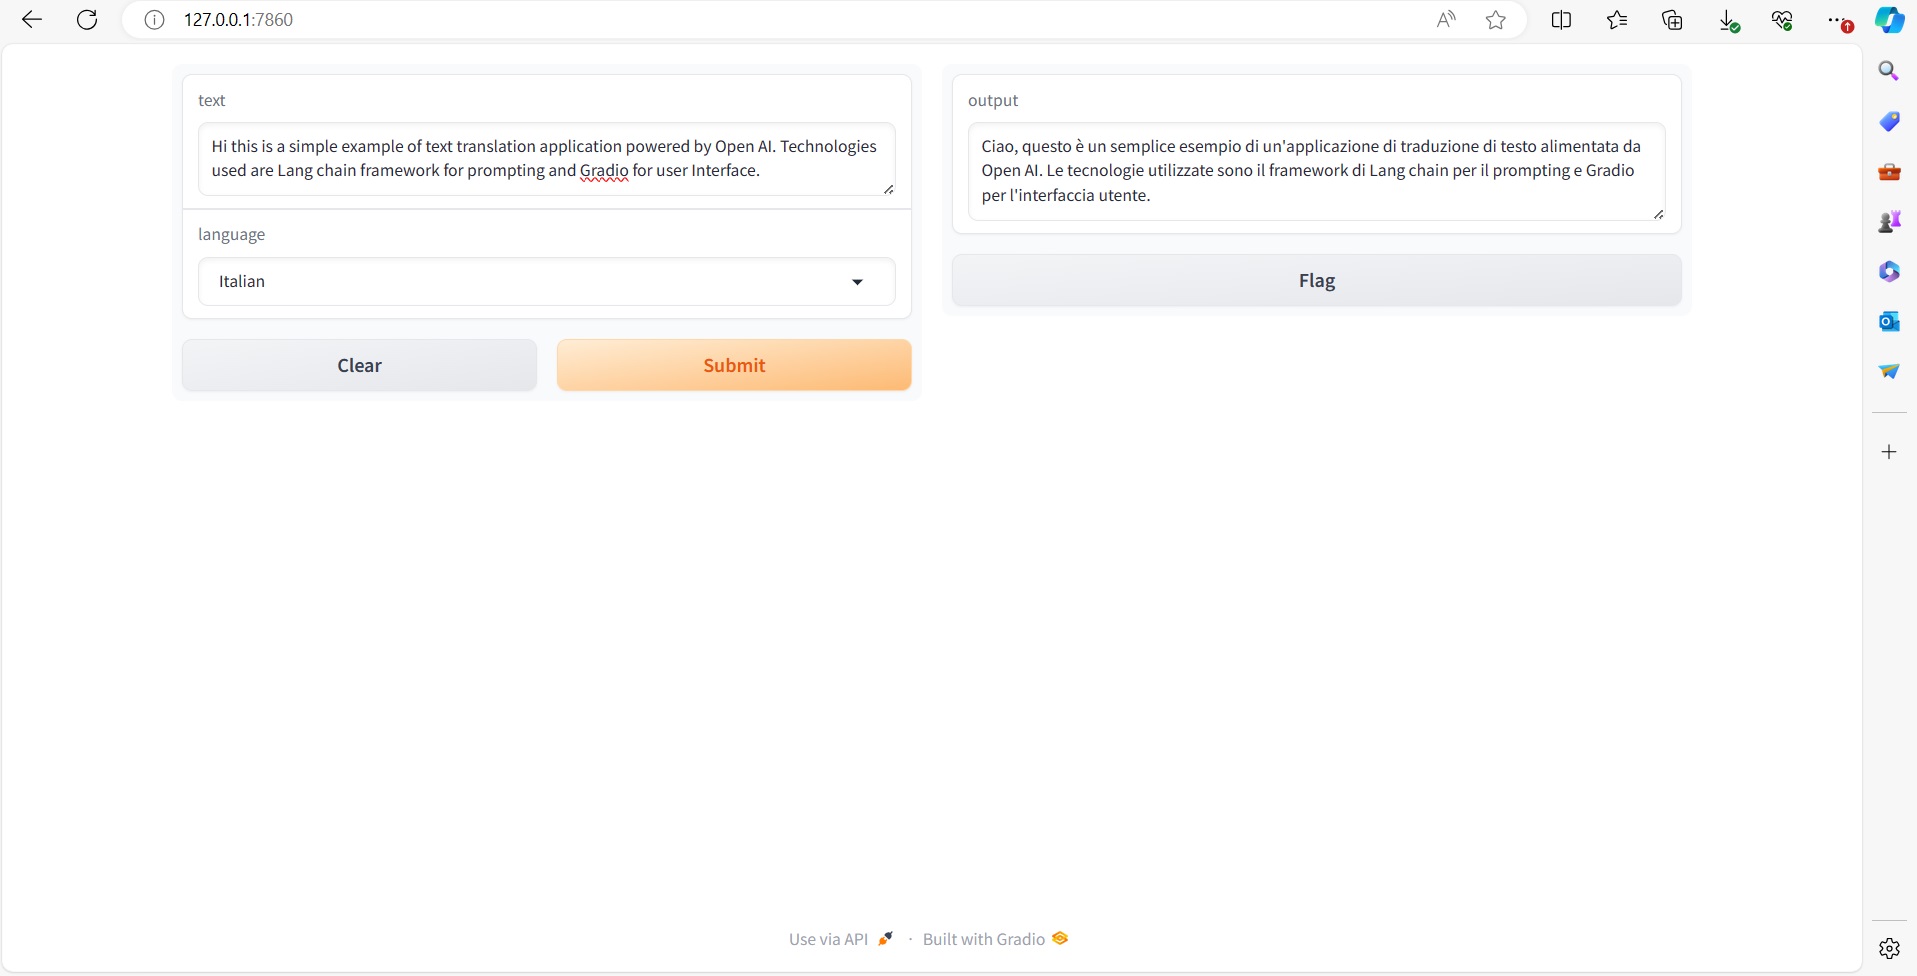 127.0.0.1:7860
text
Hi this is a simple example of text translation application powered by Open AI. Technologies
used are Lang chain framework for prompting and Gradio for user Interface.
language
Italian
Clear
Submit
output
Ciao, questo è un semplice esempio di un'applicazione di traduzione di testo alimentata da
Open AI. Le tecnologie utilizzate sono il framework di Lang chain per il prompting e Gradio
per l'interfaccia utente.
Flag
Use via API · Built with Gradio